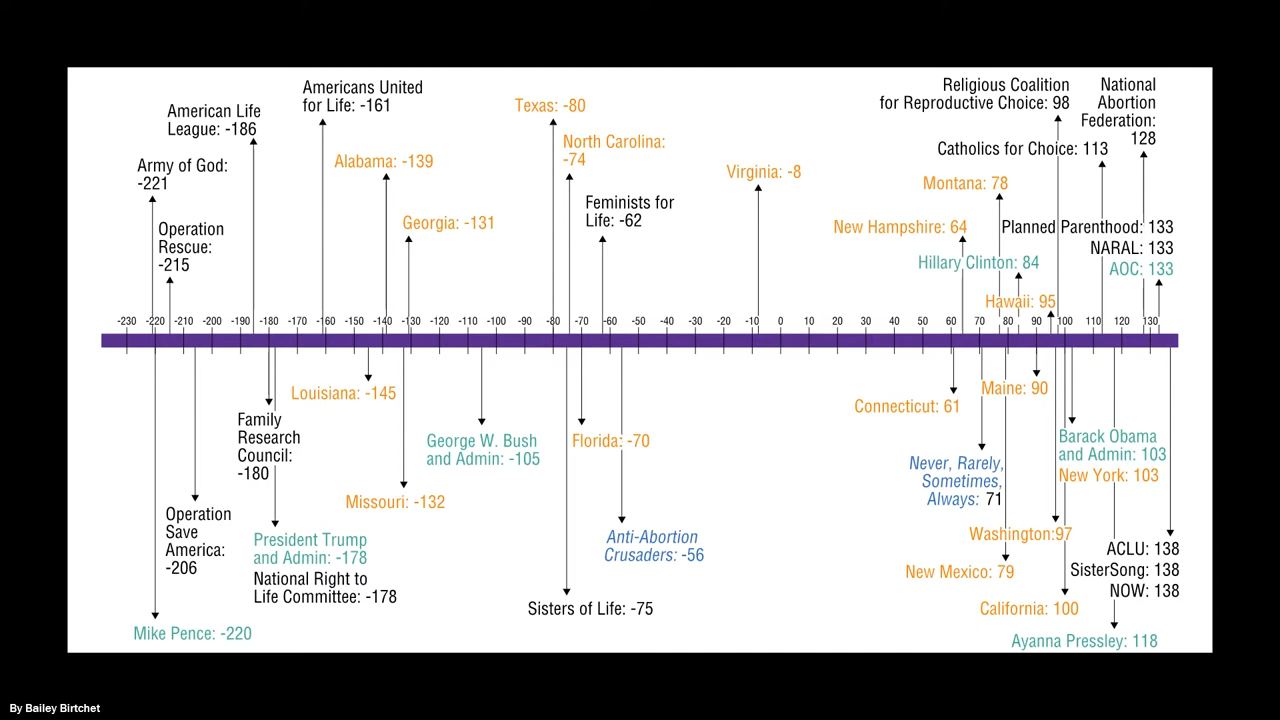 Americans United
for Life: -161
American Life
League: -186
Army of God:
-221
Operation
Rescue:
-215
Alabama: -139
Georgia: -131
Texas: -80
North Carolina:
-74
Feminists for
Life: -62
Virginia: -8
Religious Coalition
for Reproductive Choice: 98
National
Abortion
Federation:
128
Catholics for Choice: 113
Montana: 78
New Hampshire: 64
Planned Parenthood: 133
NARAL: 133
AOC: 133
Hillary Clinton: 84
Hawaii: 95
-230 -220 -210 -200 -190 -180 -170 -160 -150 -140 -130 -120 -110 -100 -90 -80 -70 -60 -50 -40 -30 -20 -10 0 10 20 30 40 50 60 70 80 90 100 110 120 130
Louisiana: -145
Family
Research
Council:
-180
George W. Bush
and Admin: -105
Florida: -70
Missouri: -132
Operation
Save
America:
-206
President Trump
and Admin: -178
National Right to
Life Committee: -178
Anti-Abortion
Crusaders: -56
Sisters of Life: -75
Mike Pence: -220
Maine: 90
Connecticut: 61
Barack Obama
and Admin: 103
New York: 103
Never, Rarely,
Sometimes,
Always: 71
Washington:97
New Mexico: 79
California: 100
ACLU: 138
SisterSong: 138
NOW: 138
Ayanna Pressley: 118
By Bailey Birtchet